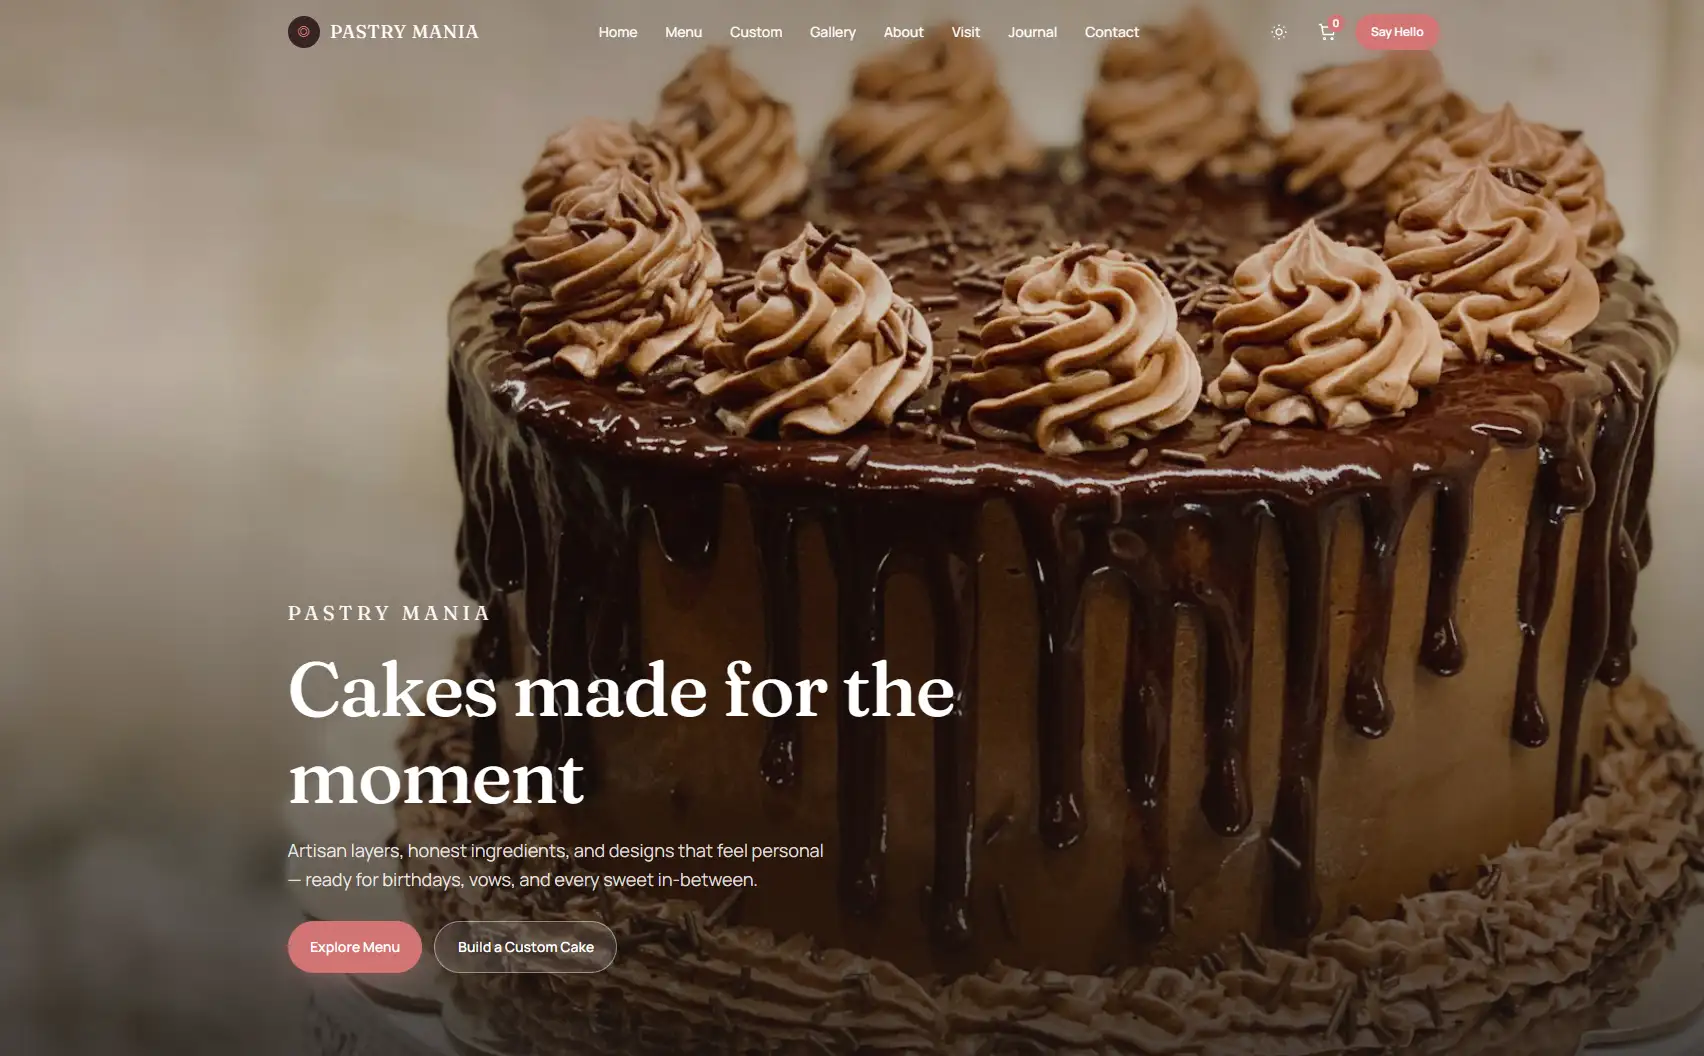 PASTRY MANIA
Home Menu Custom Gallery About Visit Journal Contact
0
Say Hello
PASTRY MANIA
Cakes made for the
moment
Artisan layers, honest ingredients, and designs that feel personal
— ready for birthdays, vows, and every sweet in-between.
Explore Menu
Build a Custom Cake